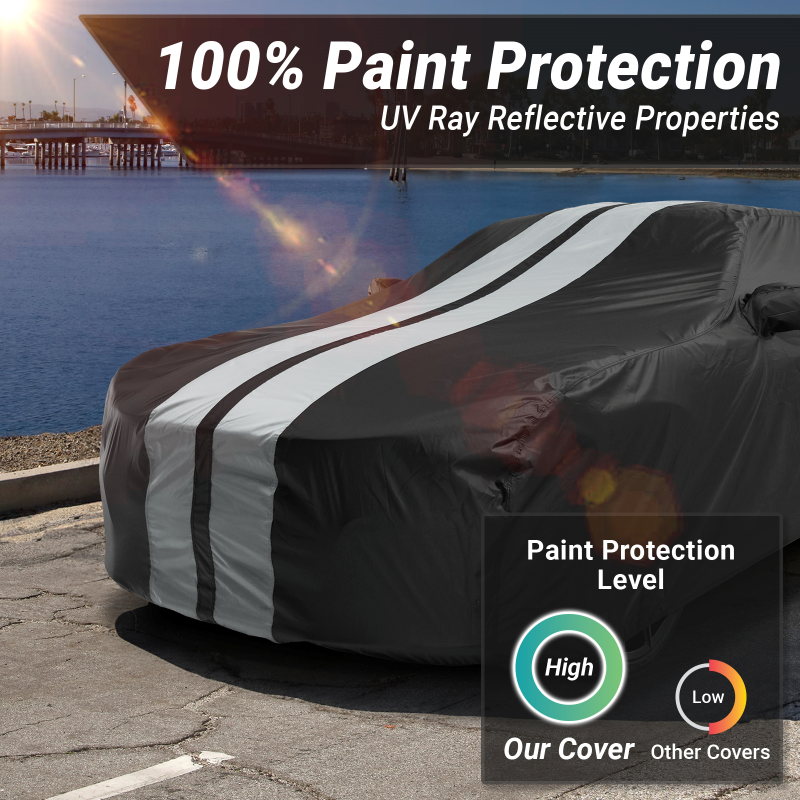 100% Paint Protection
UV Ray Reflective Properties
Paint Protection
Level
High
Low
Our Cover
Other Covers